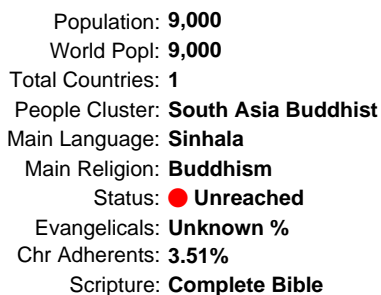 Population: 9,000
World Popl: 9,000
Total Countries: 1
People Cluster: South Asia Buddhist
Main Language: Sinhala
Main Religion: Buddhism
Status: Unreached
Evangelicals: Unknown %
Chr Adherents: 3.51%
Scripture: Complete Bible